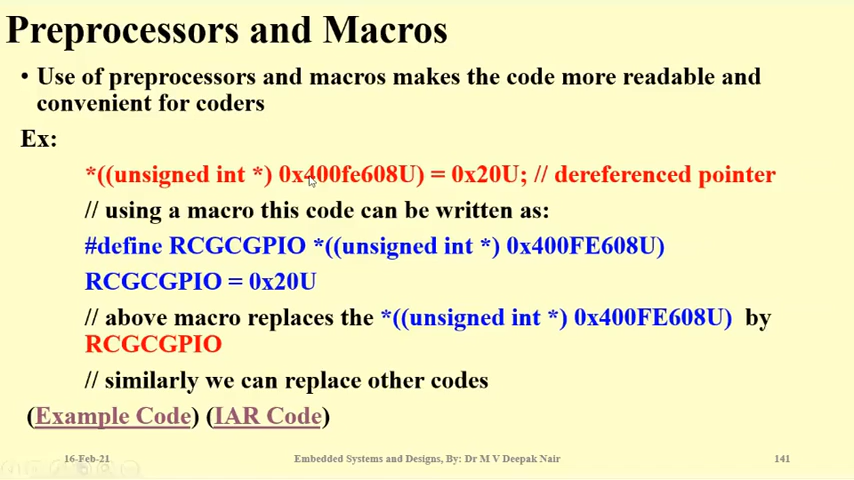 Preprocessors and Macros
• Use of preprocessors and macros makes the code more readable and
convenient for coders
Ex:
*((unsigned int *) 0x400fe608U) = 0x20U; // dereferenced pointer
// using a macro this code can be written as:
#define RCGCGPIO *((unsigned int *) 0x400FE608U)
RCGCGPIO = 0x20U
// above macro replaces the *((unsigned int *) 0x400FE608U) by
RCGCGPIO
// similarly we can replace other codes
(Example Code) (IAR Code)
16-Feb-21 Embedded Systems and Designs, By: Dr M V Deepak Nair 141